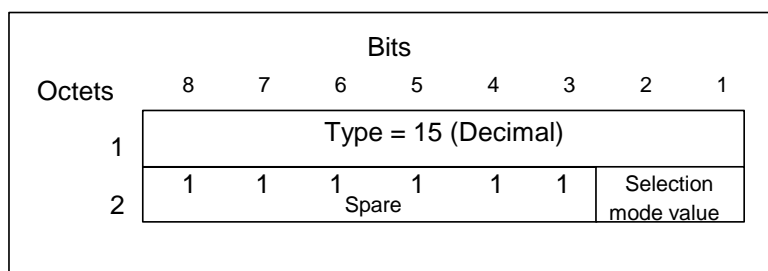 Bits
Octets 8 7 6 5 4 3 2 1
1 Type = 15 (Decimal)
2 1 1 1 1 1 1 Selection
Spare mode value